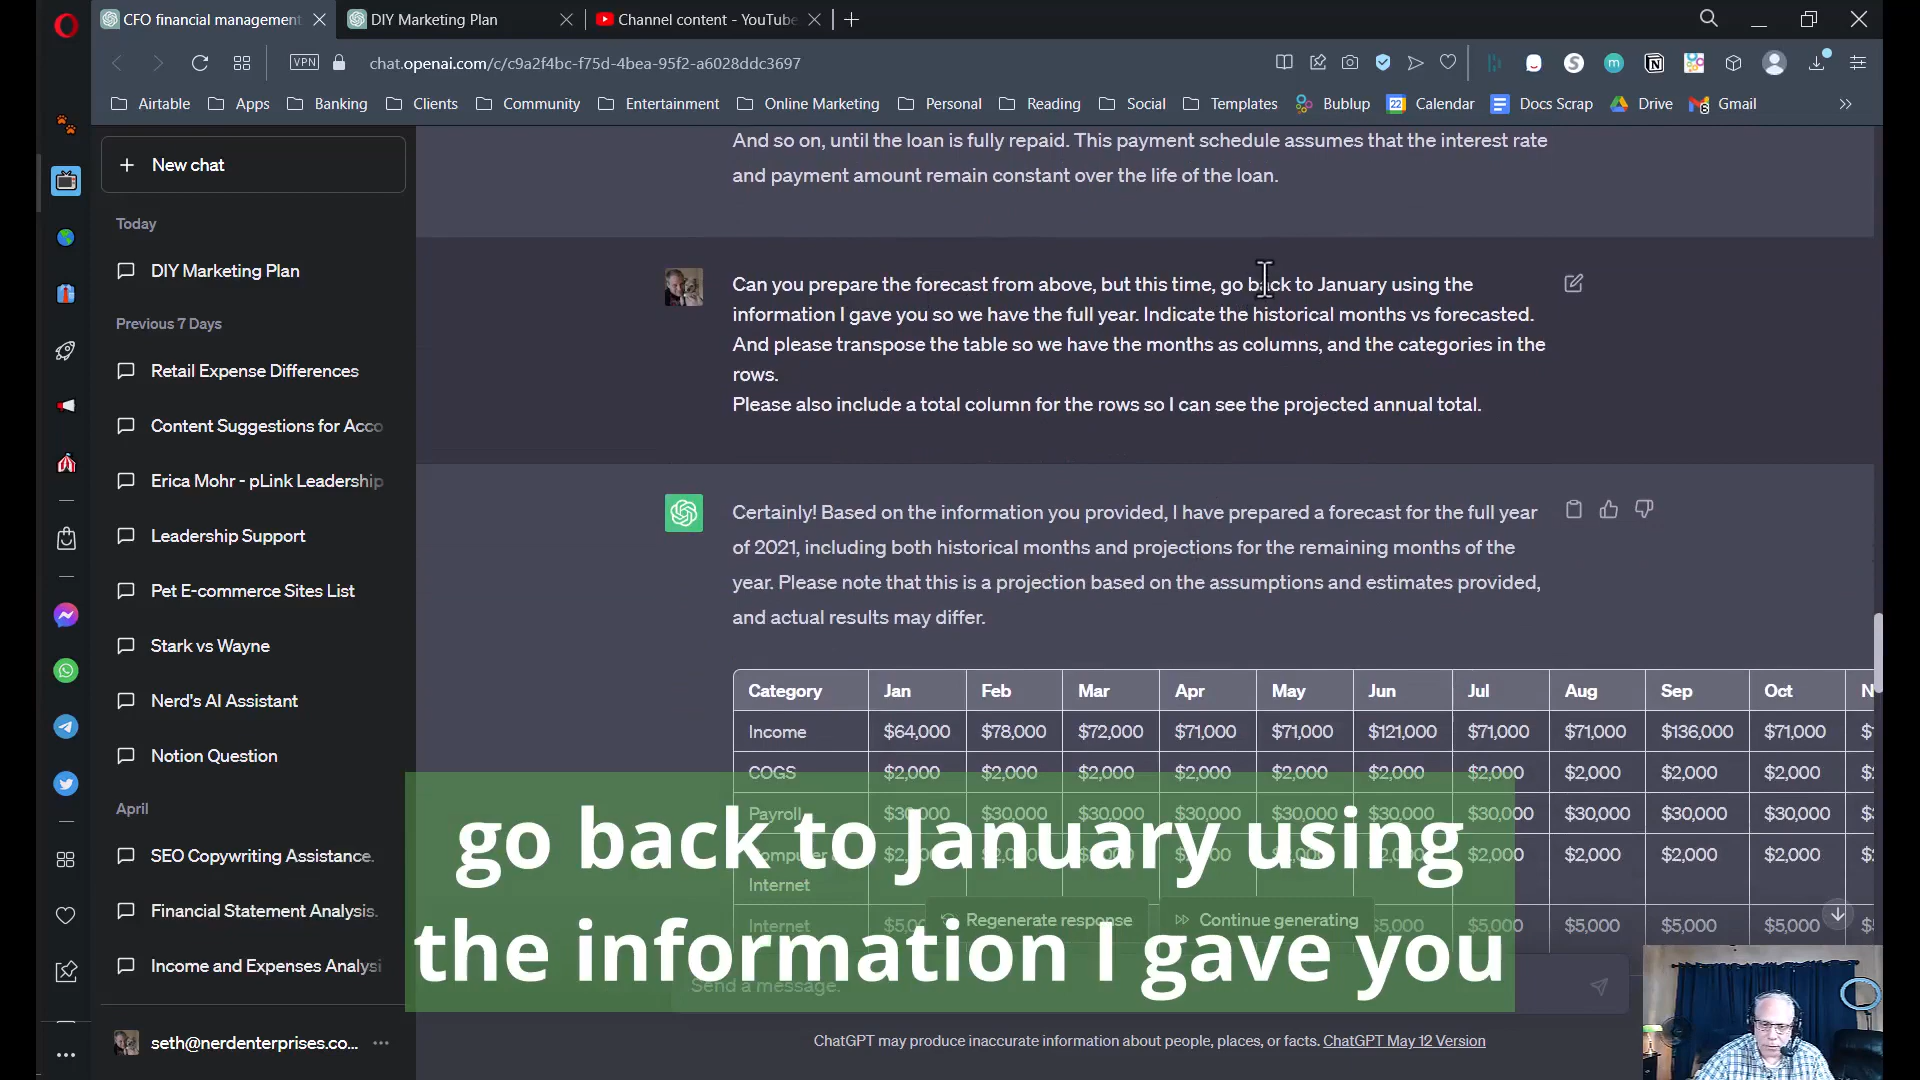 CFO financial management
DIY Marketing Plan
Channel content - YouTube
VPN
chat.openai.com/c/c9a2f4bc-f75d-4bea-95f2-a6028ddc3697
Airtable
Apps
Banking
Clients
Community
Entertainment
Online Marketing
Personal
Reading
Social
Templates
Bublup
22
Calendar
Docs Scrap
Drive
Gmail
New chat
Today
DIY Marketing Plan
Previous 7 Days
Retail Expense Differences
Content Suggestions for Acco
Erica Mohr - pLink Leadership
Leadership Support
Pet E-commerce Sites List
Stark vs Wayne
Nerd's AI Assistant
Notion Question
April
SEO Copywriting Assistance.
Financial Statement Analysis.
Income and Expenses Analysi
seth@nerdenterprises.co...
And so on, until the loan is fully repaid. This payment schedule assumes that the interest rate
and payment amount remain constant over the life of the loan.
Can you prepare the forecast from above, but this time, go back to January using the
information I gave you so we have the full year. Indicate the historical months vs forecasted.
And please transpose the table so we have the months as columns, and the categories in the
rows.
Please also include a total column for the rows so I can see the projected annual total.
Certainly! Based on the information you provided, I have prepared a forecast for the full year
of 2021, including both historical months and projections for the remaining months of the
year. Please note that this is a projection based on the assumptions and estimates provided,
and actual results may differ.
Category Jan Feb Mar Apr May Jun Jul Aug Sep Oct N
Income $64,000 $78,000 $72,000 $71,000 $71,000 $121,000 $71,000 $71,000 $136,000 $71,000 $
COGS $2,000 $2,000 $2,000 $2,000 $2,000 $2,000 $2,000 $2,000 $2,000 $2,000 $
Payroll $30,000 $30,000 $30,000 $30,000 $30,000 $30,000 $30,000 $30,000 $30,000 $30,000 $
$2,000 $2,000 $2,000 $
Internet
Internet $5,000 $5,000 $5,000 $5,000 $
Regenerate response
Continue generating
go back to January using
the information I gave you
Send a message.
ChatGPT may produce inaccurate information about people, places, or facts. ChatGPT May 12 Version